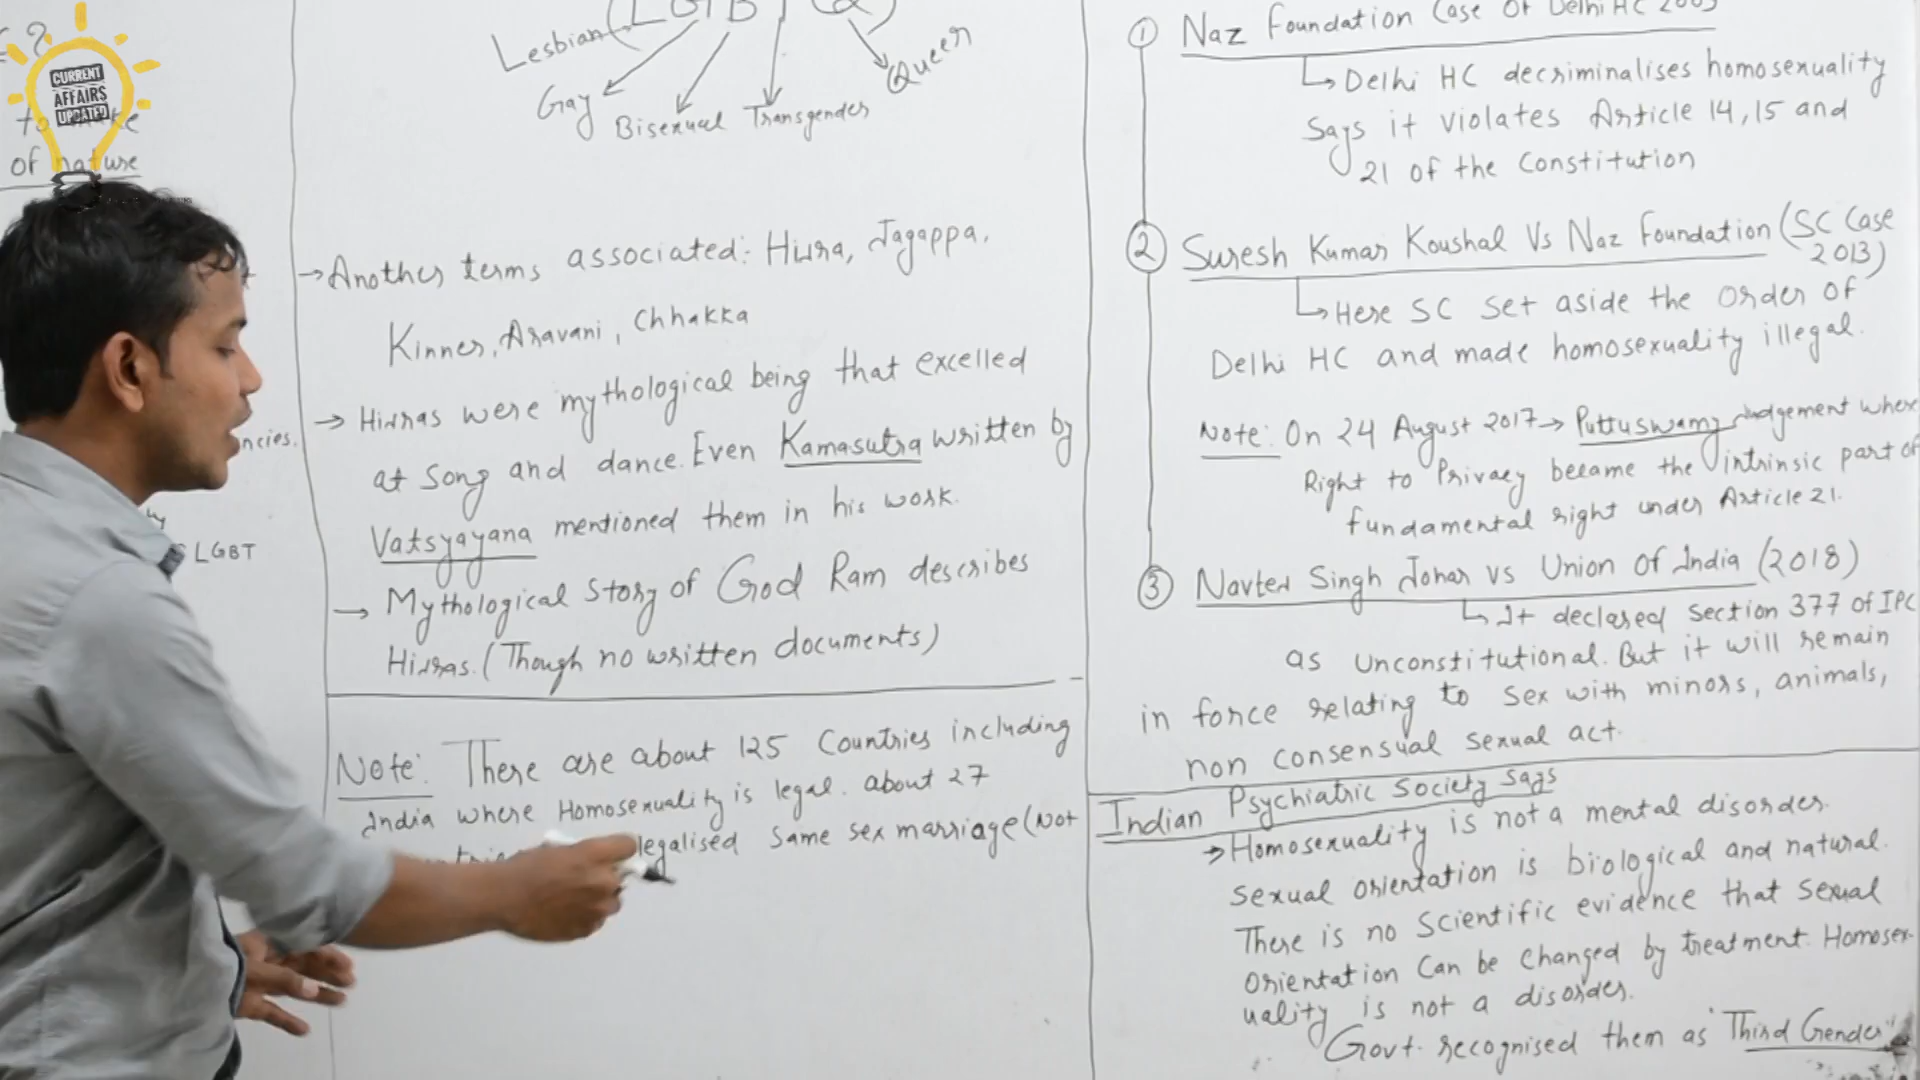 CURRENT
AFFAIRS
UPDATED
of nature
ncies.
LGBT
(LGTB, Q)
Lesbian
Gay
Bisexual
Transgender
Queer
→ Another terms associated: Hijra, Jagappa,
Kinner, Aravani, Chhakka
→ Hijras were mythological being that excelled
at song and dance. Even Kamasutra written by
Vatsyayana mentioned them in his work.
→ Mythological story of God Ram describes
Hijras. (Though no written documents)
Note: There are about 125 Countries including
India where Homosexuality is legal. about 27
legalised same sex marriage (Not
① Naz Foundation Case Of Delhi HC
↳ Delhi HC decriminalises homosexuality
Says it violates Article 14, 15 and
21 of the Constitution
② Suresh Kumar Koushal Vs Naz Foundation (SC Case
2013)
↳ Here SC set aside the order of
Delhi HC and made homosexuality illegal.
Note: On 24 August 2017 → Puttuswamy Judgement where
Right to Privacy became the intrinsic part of
fundamental right under Article 21.
③ Navtej Singh Johar vs Union Of India (2018)
↳ It declared Section 377 of IPC
as unconstitutional. But it will remain
in force relating to sex with minors, animals,
non consensual sexual act.
Indian Psychiatric Society Says
→ Homosexuality is not a mental disorder.
Sexual orientation is biological and natural.
There is no scientific evidence that sexual
orientation can be changed by treatment. Homosex-
uality is not a disorder.
Govt. recognised them as "Third Gender"